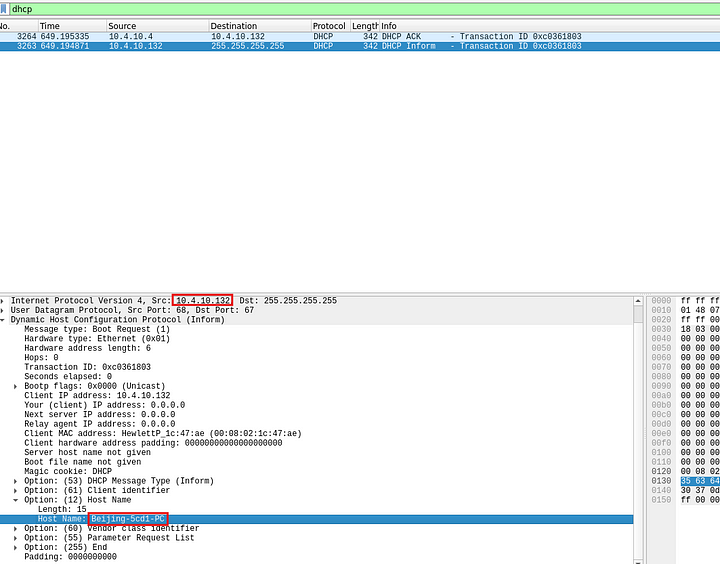 dhcp
No. Time Source Destination Protocol Length Info
3264 649.195335 10.4.10.4 10.4.10.132 DHCP 342 DHCP ACK - Transaction ID 0xc0361803
3263 649.194871 10.4.10.132 255.255.255.255 DHCP 342 DHCP Inform - Transaction ID 0xc0361803
Internet Protocol Version 4, Src: 10.4.10.132 Dst: 255.255.255.255
User Datagram Protocol, Src Port: 68, Dst Port: 67
Dynamic Host Configuration Protocol (Inform)
Message type: Boot Request (1)
Hardware type: Ethernet (0x01)
Hardware address length: 6
Hops: 0
Transaction ID: 0xc0361803
Seconds elapsed: 0
Bootp flags: 0x0000 (Unicast)
Client IP address: 10.4.10.132
Your (client) IP address: 0.0.0.0
Next server IP address: 0.0.0.0
Relay agent IP address: 0.0.0.0
Client MAC address: HewlettP_1c:47:ae (00:08:02:1c:47:ae)
Client hardware address padding: 00000000000000000000
Server host name not given
Boot file name not given
Magic cookie: DHCP
Option: (53) DHCP Message Type (Inform)
Option: (61) Client identifier
Option: (12) Host Name
Length: 15
Host Name: Beijing-5cd1-PC
Option: (60) Vendor class identifier
Option: (55) Parameter Request List
Option: (255) End
Padding: 0000000000
0000 ff ff ff
0010 01 48 07
0020 ff ff 00
0030 18 03 00
0040 00 00 00
0050 00 00 00
0060 00 00 00
0070 00 00 00
0080 00 00 00
0090 00 00 00
00a0 00 00 00
00b0 00 00 00
00c0 00 00 00
00d0 00 00 00
00e0 00 00 00
00f0 00 00 00
0100 00 00 00
0110 00 00 00
0120 00 08 02
0130 35 63 64
0140 30 37 0d
0150 ff 00 00